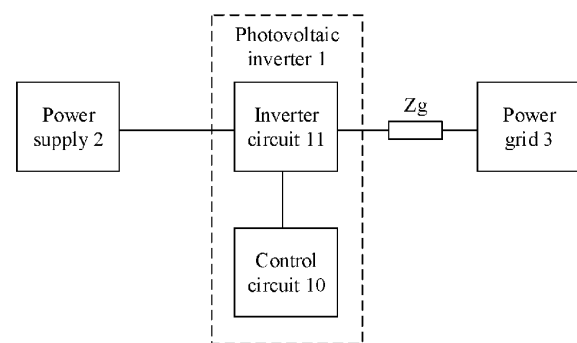 Photovoltaic
inverter 1
Power
supply 2
Inverter
circuit 11
Zg
Power
grid 3
Control
circuit 10